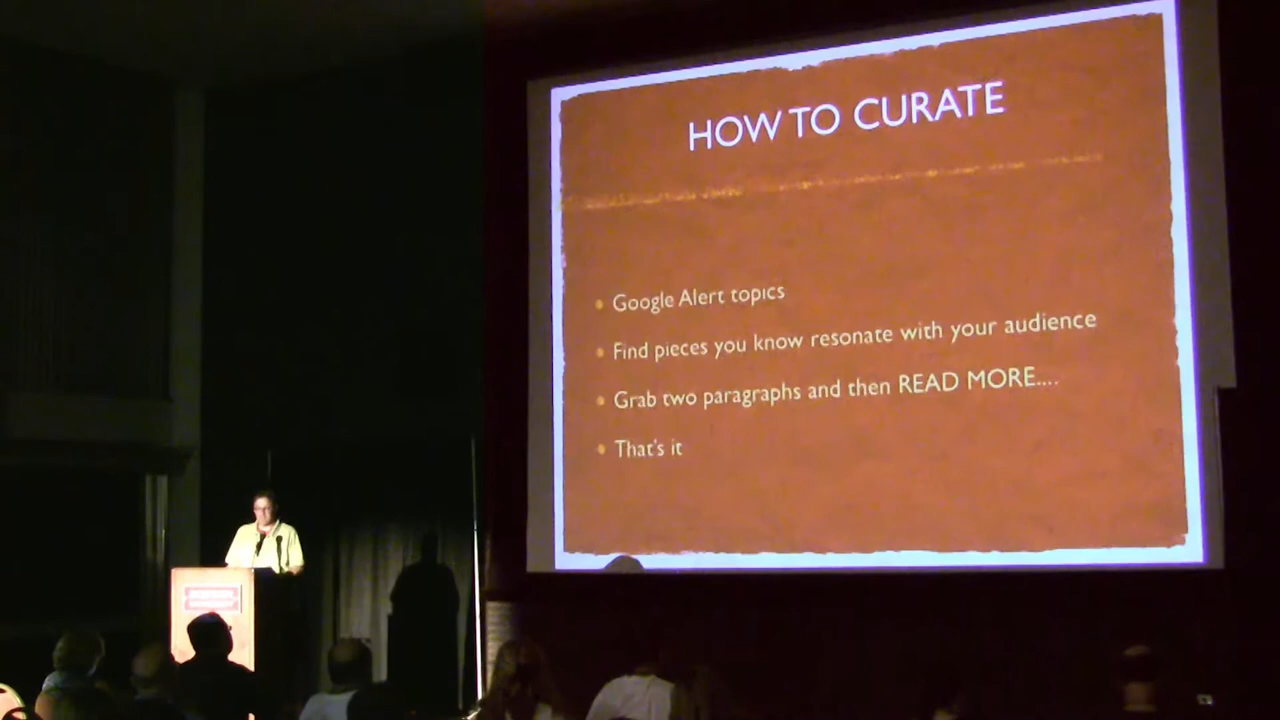 HOW TO CURATE
Google Alert topics
Find pieces you know resonate with your audience
Grab two paragraphs and then READ MORE....
That's it